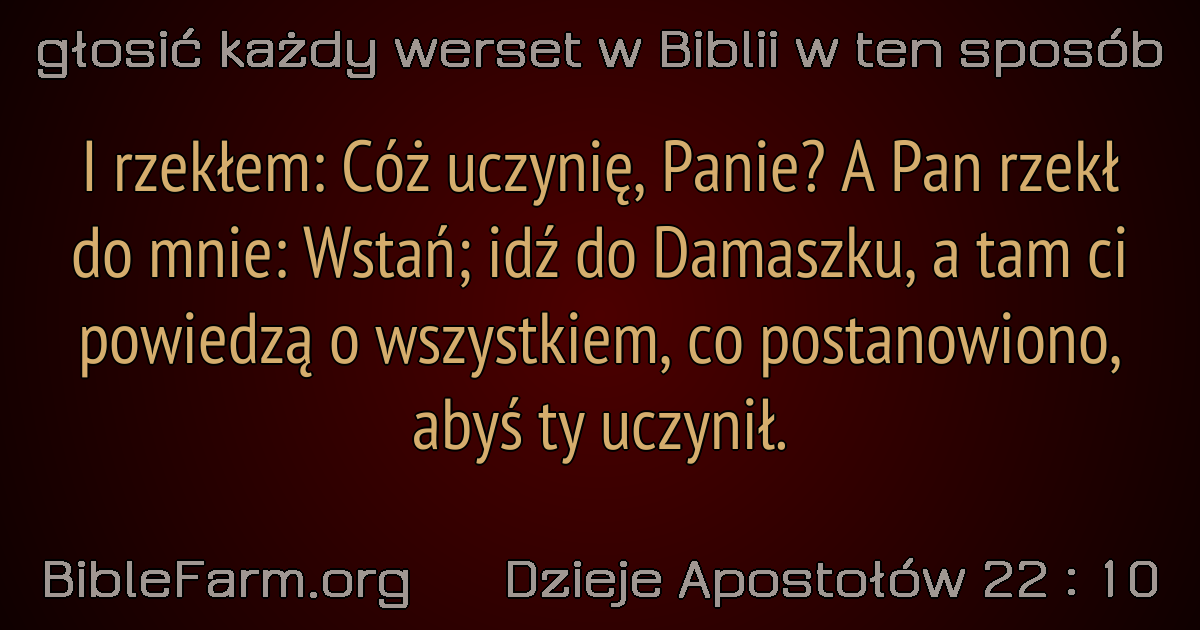 głosić każdy werset w Biblii w ten sposób
I rzekłem: Cóż uczynię, Panie? A Pan rzekł
do mnie: Wstań; idź do Damaszku, a tam ci
powiedzą o wszystkiem, co postanowiono,
abyś ty uczynił.
BibleFarm.org Dzieje Apostołów 22 : 10